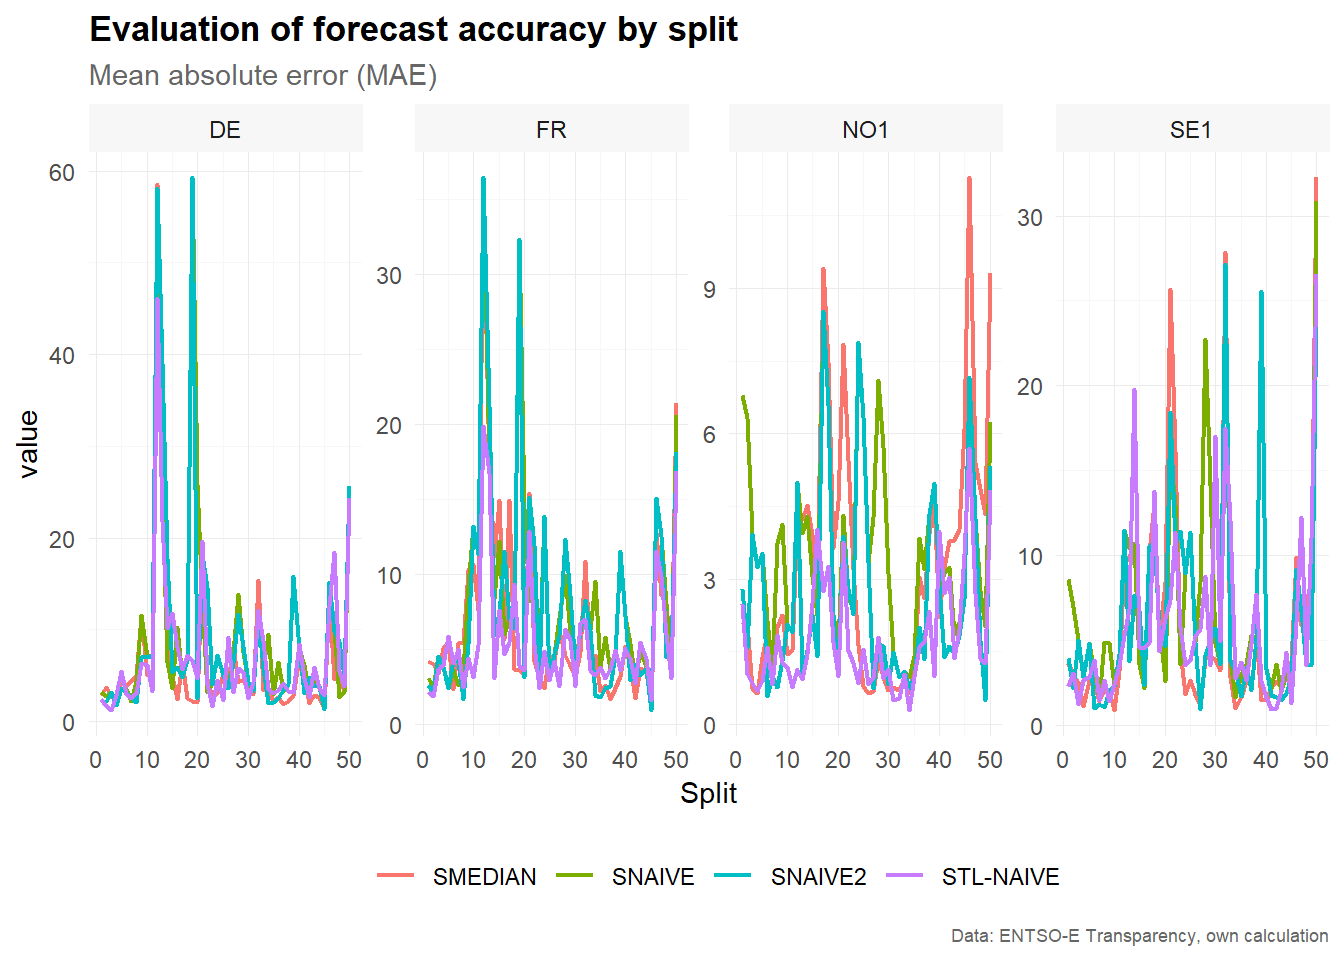 Evaluation of forecast accuracy by split
Mean absolute error (MAE)
DE FR NO1 SE1
value
60
40
20
0
30
20
10
0
9
6
3
0
30
20
10
0
0 10 20 30 40 50 0 10 20 30 40 50 0 10 20 30 40 50 0 10 20 30 40 50
Split
SMEDIAN SNAIVE SNAIVE2 STL-NAIVE
Data: ENTSO-E Transparency, own calculation